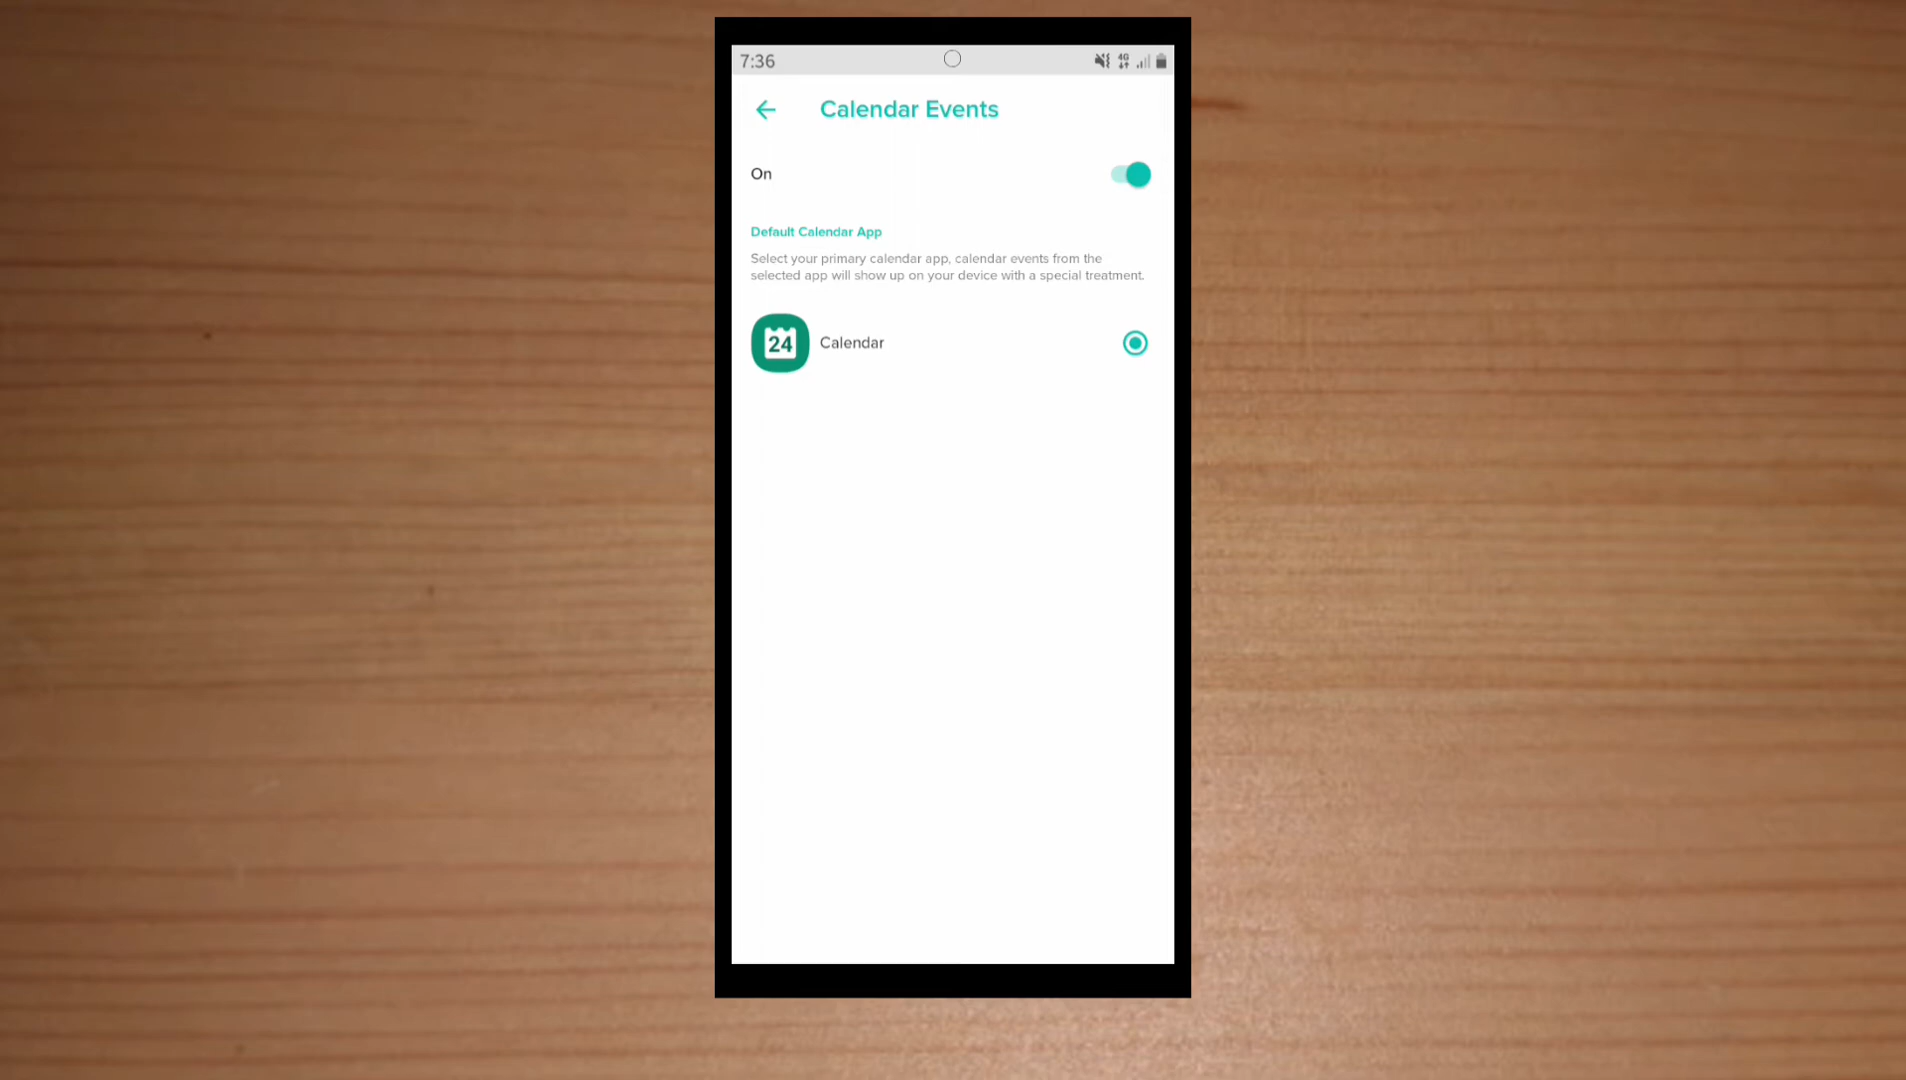 7:36
4G
Calendar Events
On
Default Calendar App
Select your primary calendar app, calendar events from the
selected app will show up on your device with a special treatment.
24
Calendar